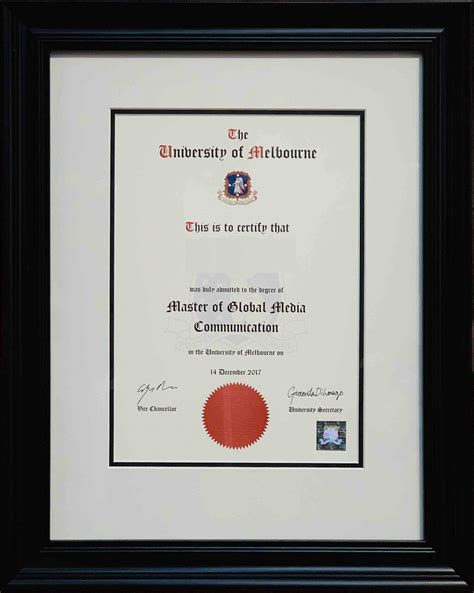 The
University of Melbourne
This is to certify that
was duly admitted to the degree of
Master of Global Media
Communication
in the University of Melbourne on
14 December 2017
Vice Chancellor
University Secretary